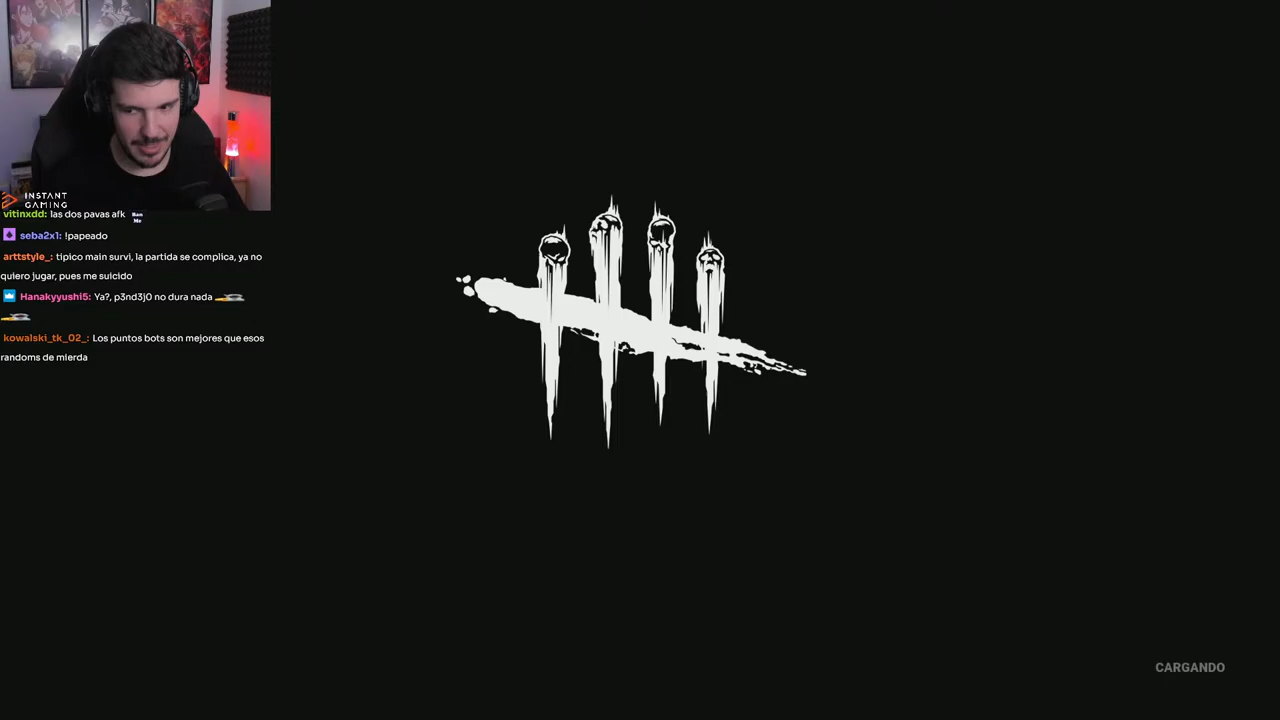 INSTANT
GAMING
vitinxdd: las dos pavas afk Ban
Me
seba2x1: !papeado
arttstyle_: tipico main survi, la partida se complica, ya no
quiero jugar, pues me suicido
Hanakyyushi5: Ya?, p3nd3j0 no dura nada
kowalski_tk_02_: Los puntos bots son mejores que esos
randoms de mierda
CARGANDO